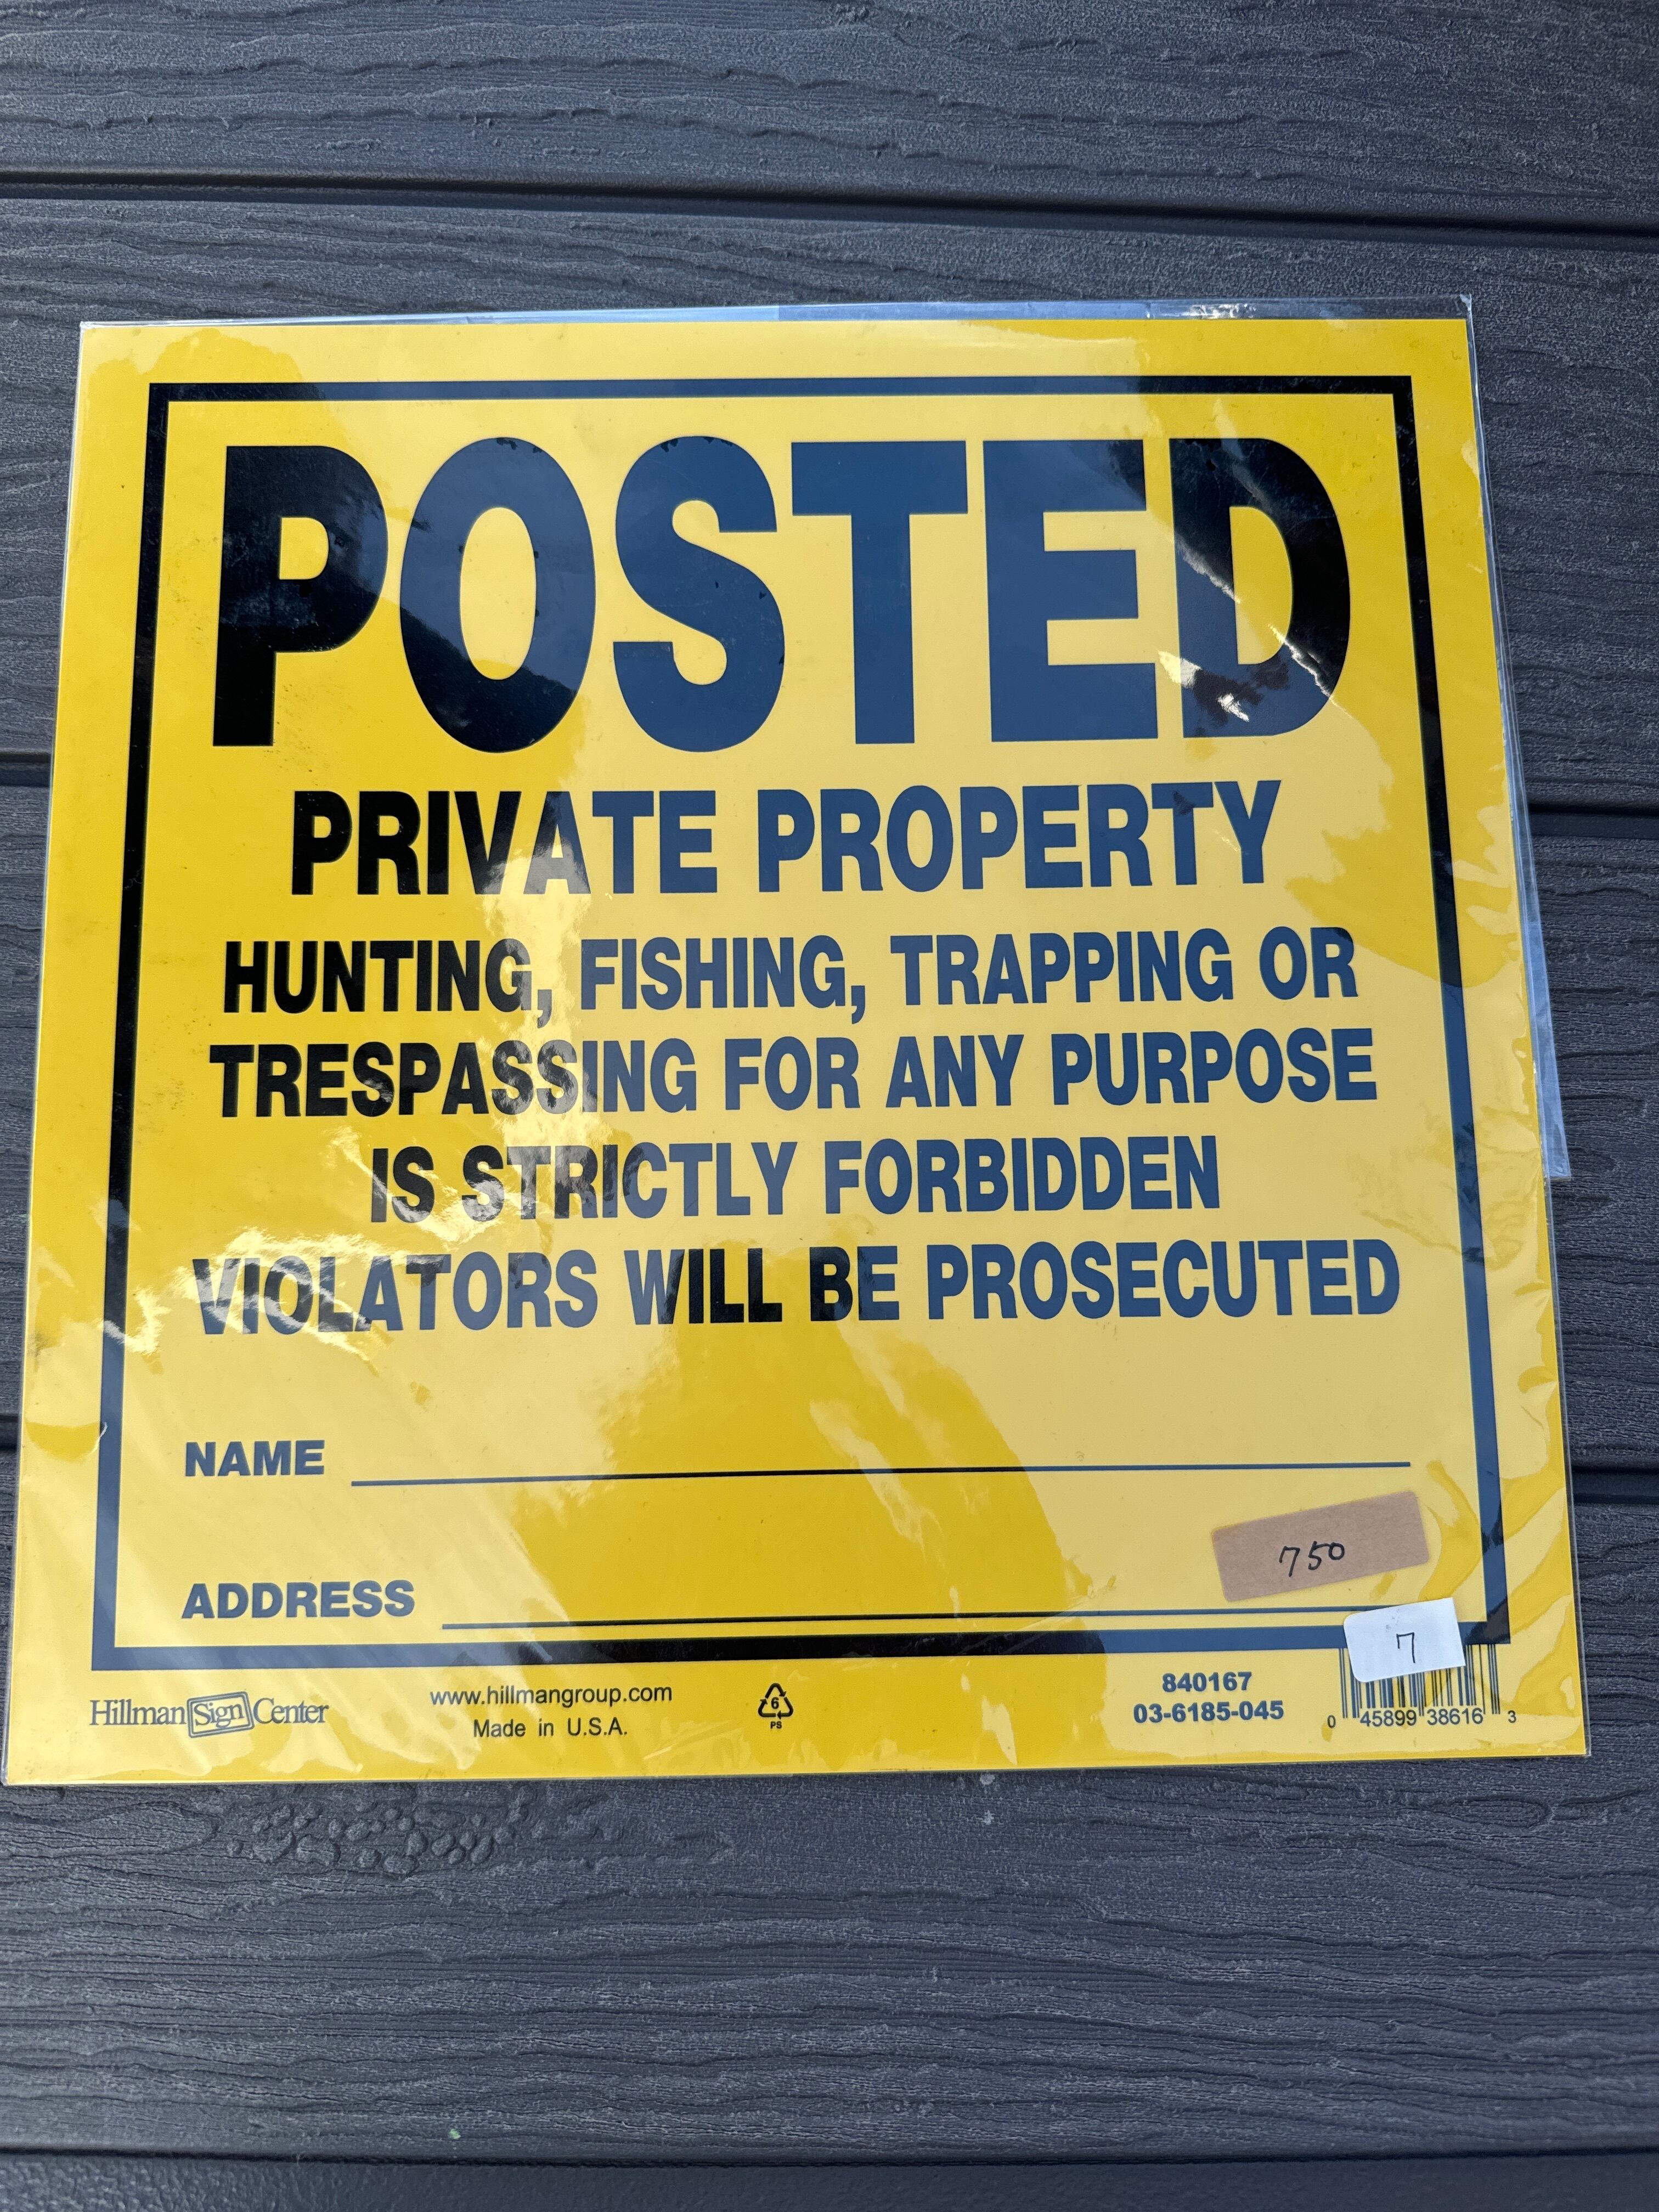 POSTED
PRIVATE PROPERTY
HUNTING, FISHING, TRAPPING OR
TRESPASSING FOR ANY PURPOSE
IS STRICTLY FORBIDDEN
VIOLATORS WILL BE PROSECUTED
NAME
750
ADDRESS
7
Hillman Sign Center
www.hillmangroup.com
Made in U.S.A.
6
PS
840167
03-6185-045
0 45899 38616 3